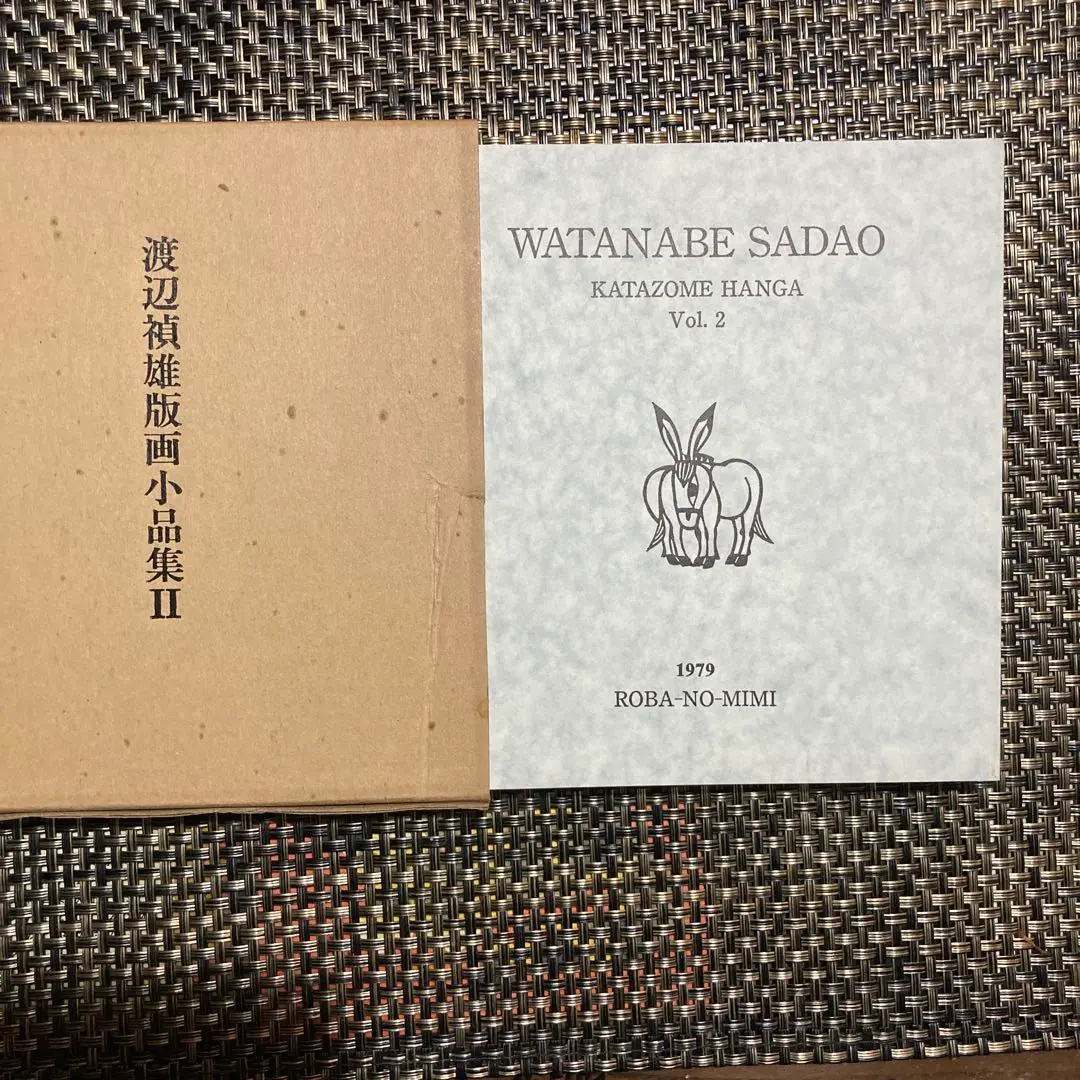 渡辺禎雄版画小品集II
WATANABE SADAO
KATAZOME HANGA
Vol. 2
1979
ROBA-NO-MIMI